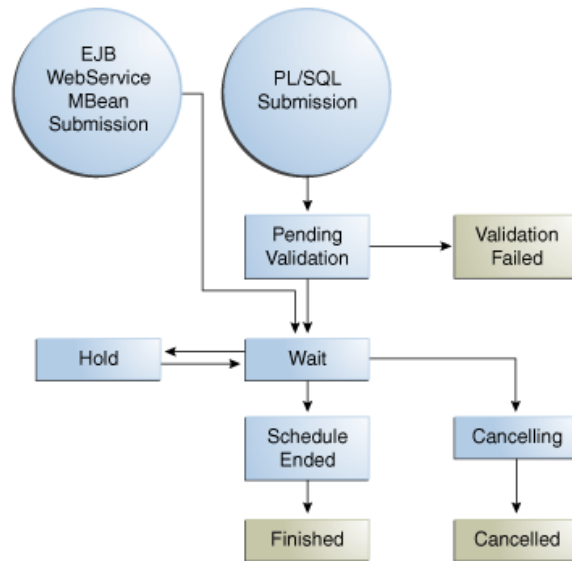 EJB
WebService
MBean
Submission
PL/SQL
Submission
Pending
Validation
Validation
Failed
Hold
Wait
Schedule
Ended
Cancelling
Finished
Cancelled